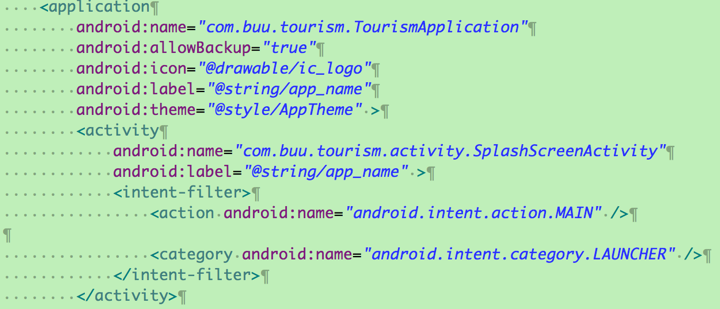 <application
android:name="com.buu.tourism.TourismApplication"
android:allowBackup="true"
android:icon="@drawable/ic_logo"
android:label="@string/app_name"
android:theme="@style/AppTheme" >
<activity
android:name="com.buu.tourism.activity.SplashScreenActivity"
android:label="@string/app_name" >
<intent-filter>
<action android:name="android.intent.action.MAIN" />

<category android:name="android.intent.category.LAUNCHER" />
</intent-filter>
</activity>